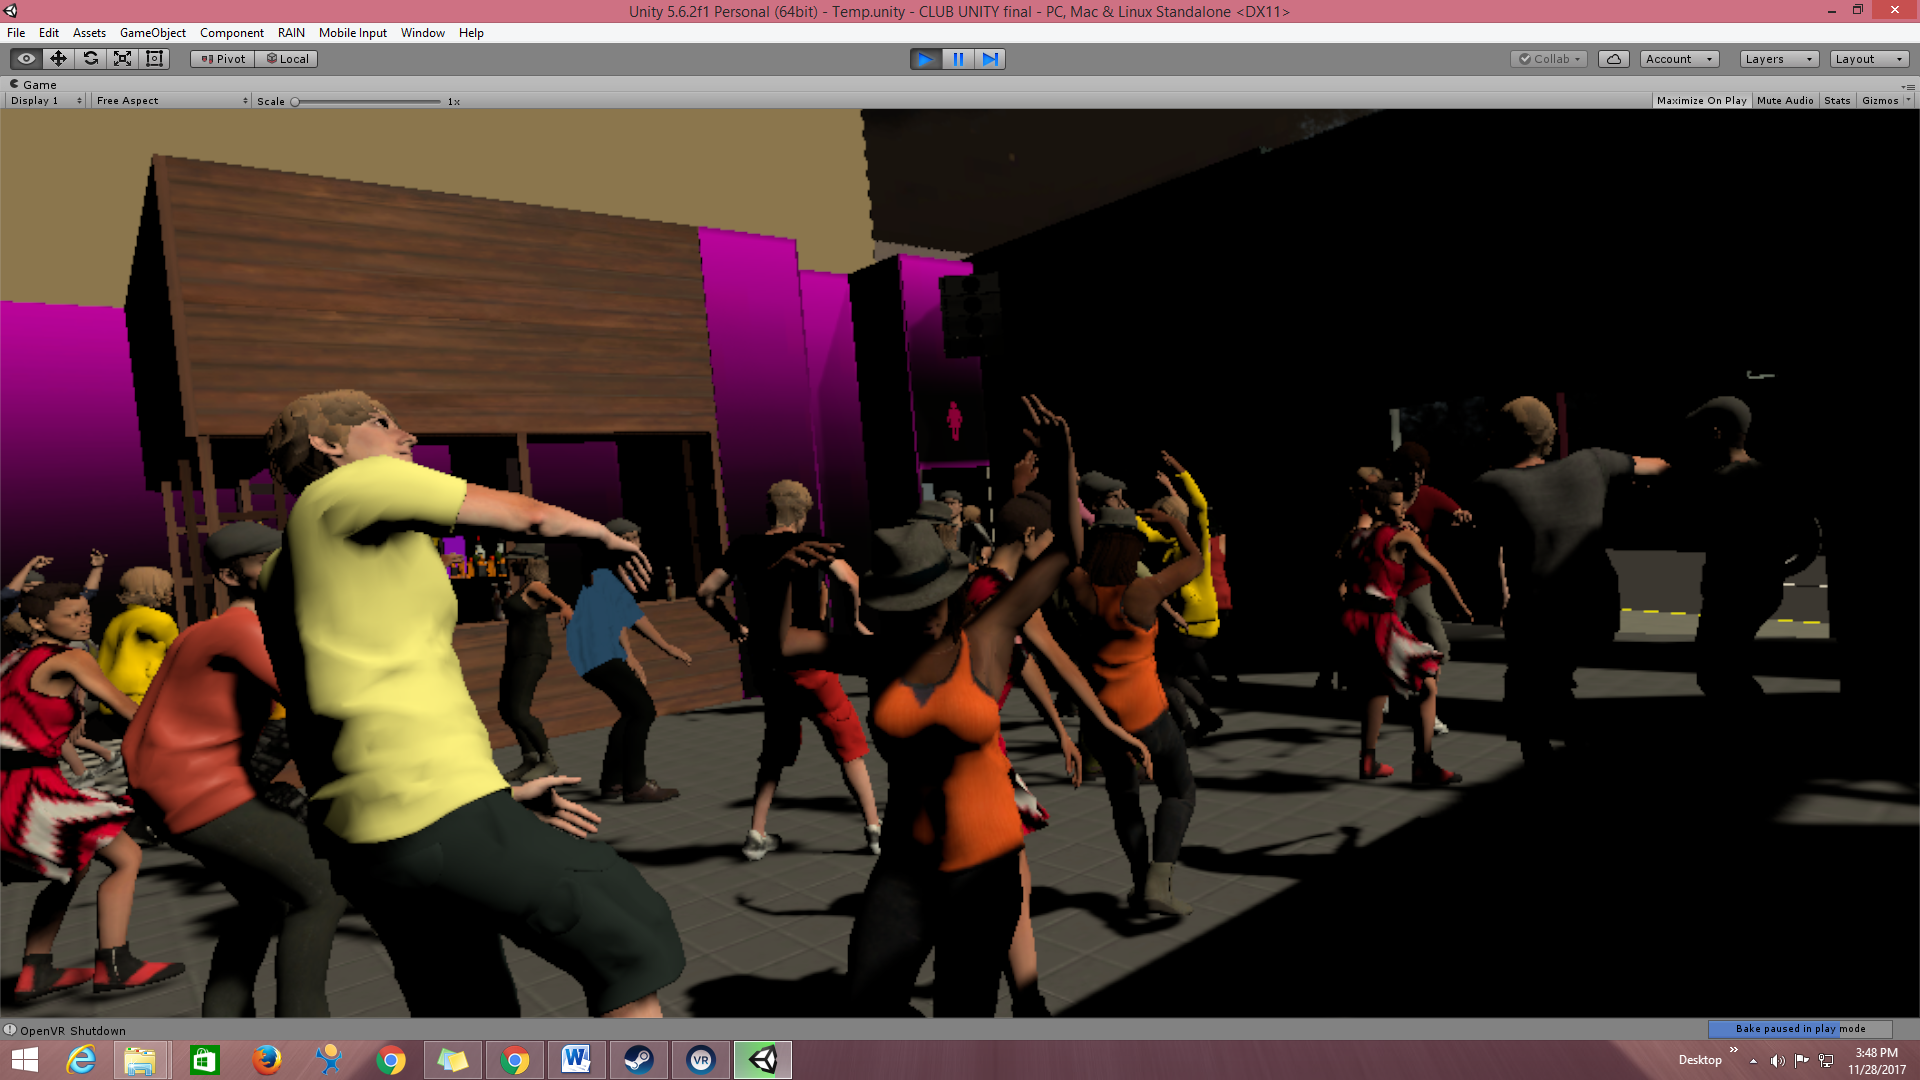 Unity 5.6.2f1 Personal (64bit) - Temp.unity - CLUB UNITY final - PC, Mac & Linux Standalone <DX11>
File Edit Assets GameObject Component RAIN Mobile Input Window Help
Pivot Local Collab Account Layers Layout
Game
Display 1 Free Aspect Scale 1x Maximize On Play Mute Audio Stats Gizmos
OpenVR Shutdown Bake paused in play mode
W VR Desktop 3:48 PM
11/28/2017